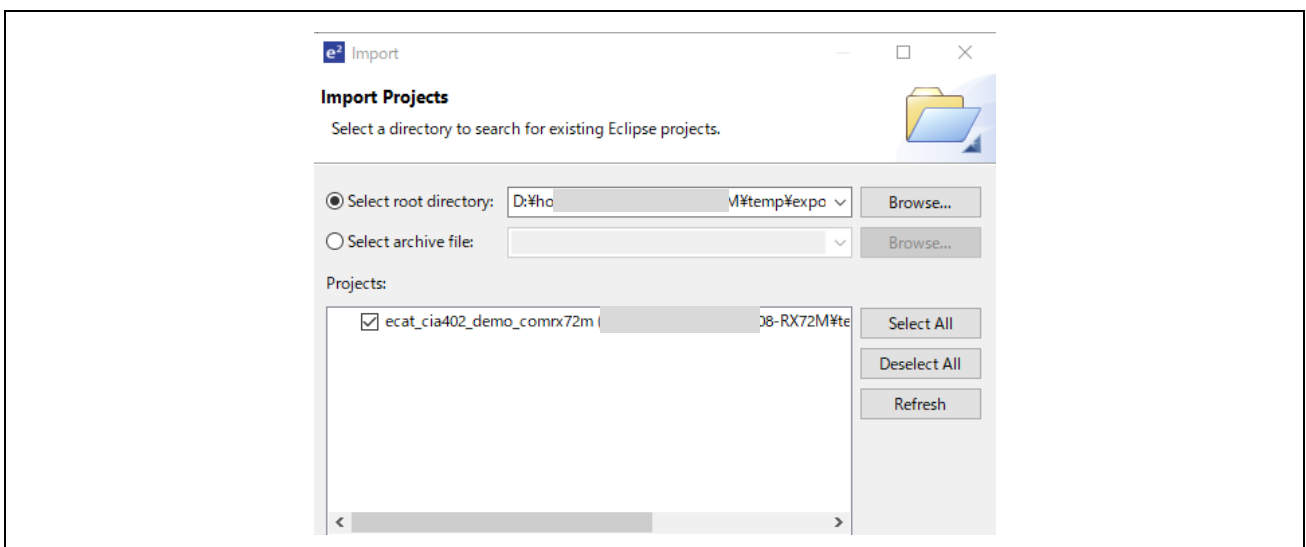 e² Import
Import Projects
Select a directory to search for existing Eclipse projects.
Select root directory: D:¥ho M¥temp¥expo Browse...
Select archive file: Browse...
Projects:
ecat_cia402_demo_comrx72m ( 08-RX72M¥te Select All
Deselect All
Refresh